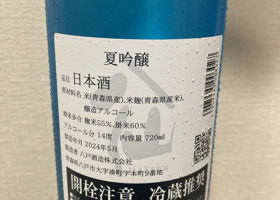 夏吟醸
品目 日本酒
原材料名 米(青森県産)、米麹(青森県産米)、
醸造アルコール
精米歩合 麹米55%、掛米60%
アルコール分 14度 内容量 720ml
製造年月 2024年5月
製造者 八戸酒造株式会社
青森県八戸市大字湊町字本町9番地
開栓注意 冷蔵推奨